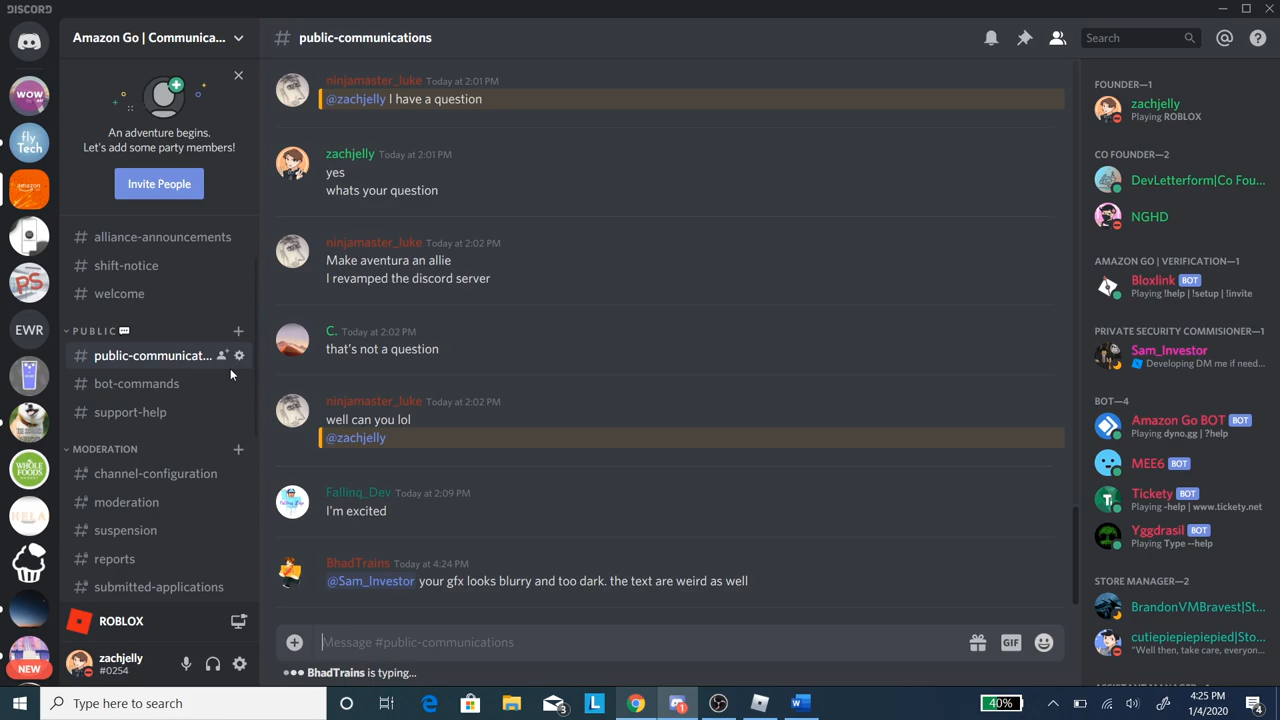 DISCORD
Amazon Go | Communica...
public-communications
Search
wow
by air
fly
Tech
amazon
PS
EWR
WHOLE
FOODS
MARKET
NEW
An adventure begins.
Let's add some party members!
Invite People
# alliance-announcements
# shift-notice
# welcome
PUBLIC 💬
# public-communicat...
# bot-commands
# support-help
MODERATION
# channel-configuration
# moderation
# suspension
# reports
# submitted-applications
ROBLOX
zachjelly
#0254
ninjamaster_luke Today at 2:01 PM
@zachjelly I have a question
zachjelly Today at 2:01 PM
yes
whats your question
ninjamaster_luke Today at 2:02 PM
Make aventura an allie
I revamped the discord server
C. Today at 2:02 PM
that's not a question
ninjamaster_luke Today at 2:02 PM
well can you lol
@zachjelly
Fallinq_Dev Today at 2:09 PM
I'm excited
BhadTrains Today at 4:24 PM
@Sam_Investor your gfx looks blurry and too dark. the text are weird as well
Message #public-communications
GIF
BhadTrains is typing...
FOUNDER—1
zachjelly
Playing ROBLOX
CO FOUNDER—2
DevLetterform|Co Fou...
NGHD
AMAZON GO | VERIFICATION—1
Bloxlink BOT
Playing !help | !setup | !invite
PRIVATE SECURITY COMMISIONER—1
Sam_Investor
Developing DM me if need...
BOT—4
Amazon Go BOT BOT
Playing dyno.gg | ?help
MEE6 BOT
Tickety BOT
Playing -help | www.tickety.net
Yggdrasil BOT
Playing Type --help
STORE MANAGER—2
BrandonVMBravest|St...
cutiepiepiepiepied|Sto...
"Well then, take care, everyon...
Type here to search
3
L
1
40%
4:25 PM
1/4/2020
4